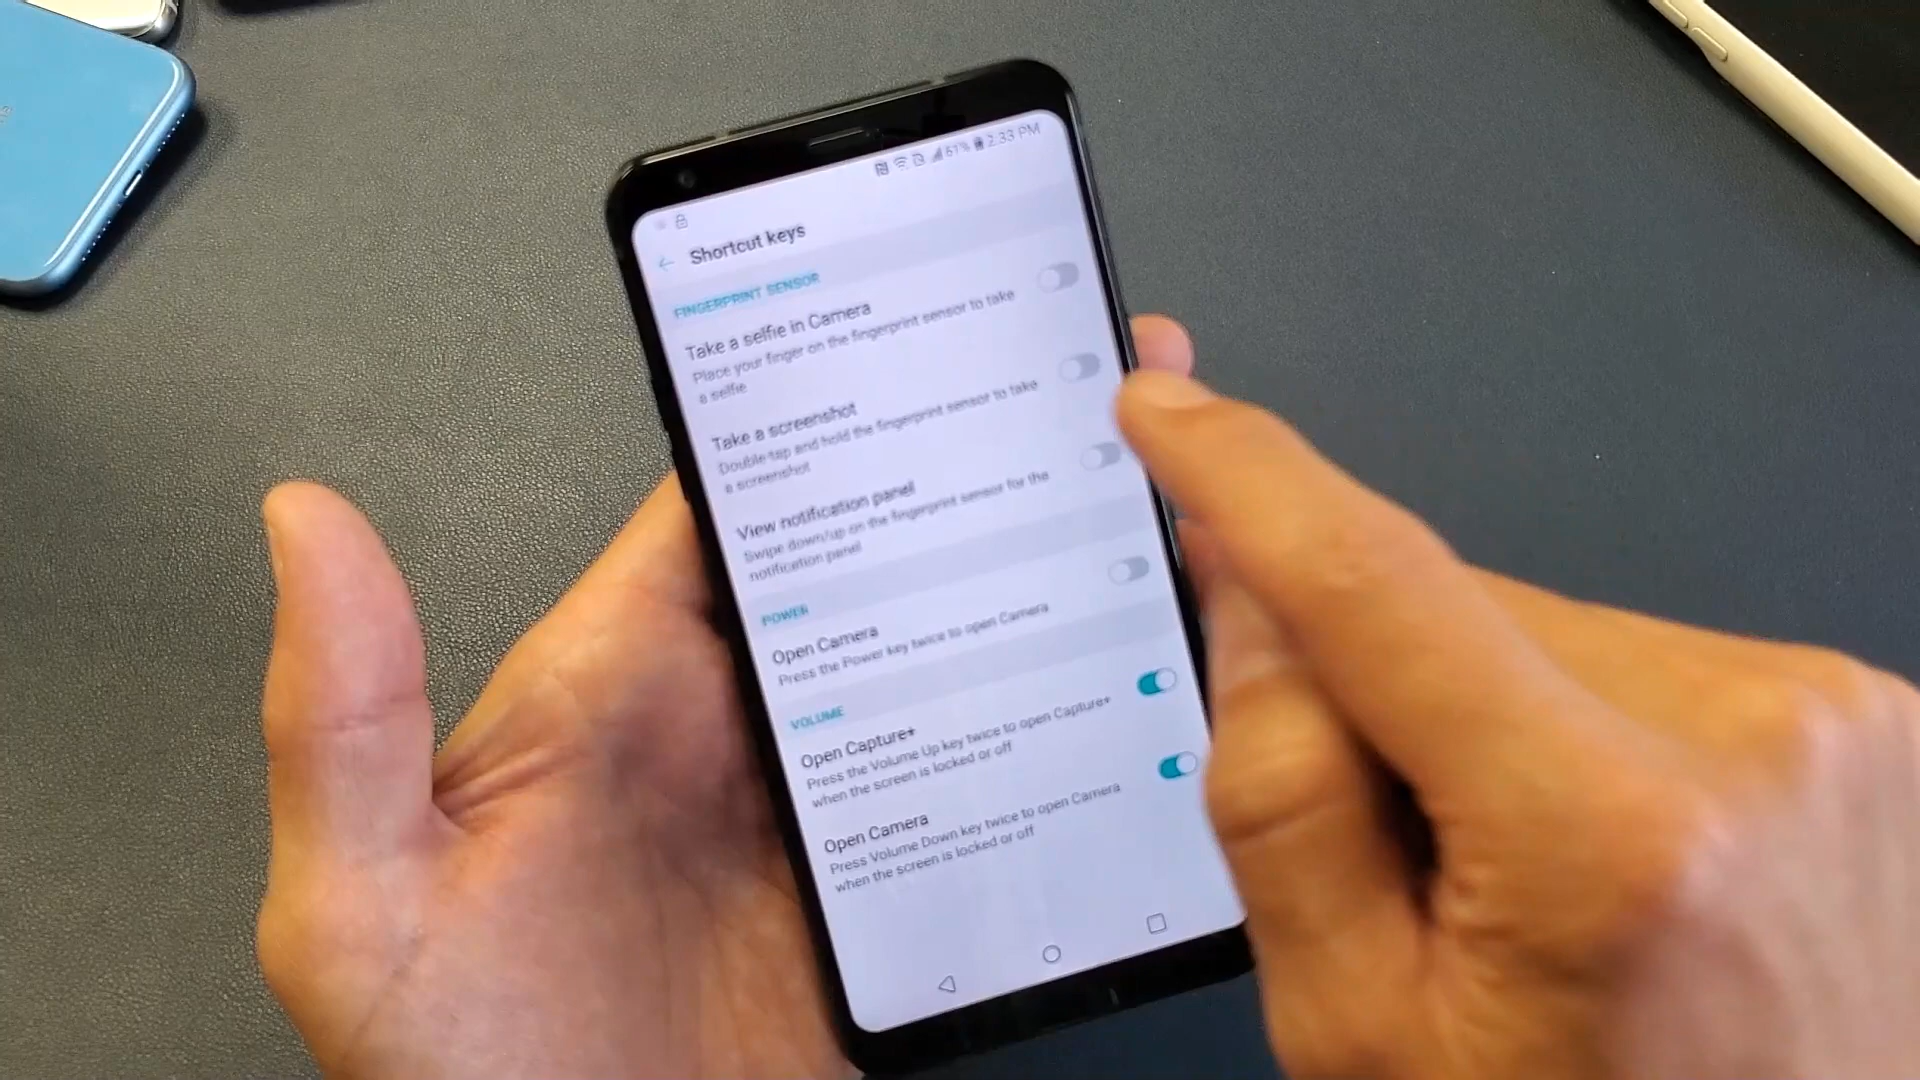 61% 2:33 PM
Shortcut keys
FINGERPRINT SENSOR
Take a selfie in Camera
Place your finger on the fingerprint sensor to take
a selfie
Take a screenshot
Double-tap and hold the fingerprint sensor to take
a screenshot
View notification panel
Swipe down/up on the fingerprint sensor for the
notification panel
POWER
Open Camera
Press the Power key twice to open Camera
VOLUME
Open Capture+
Press the Volume Up key twice to open Capture+
when the screen is locked or off
Open Camera
Press Volume Down key twice to open Camera
when the screen is locked or off